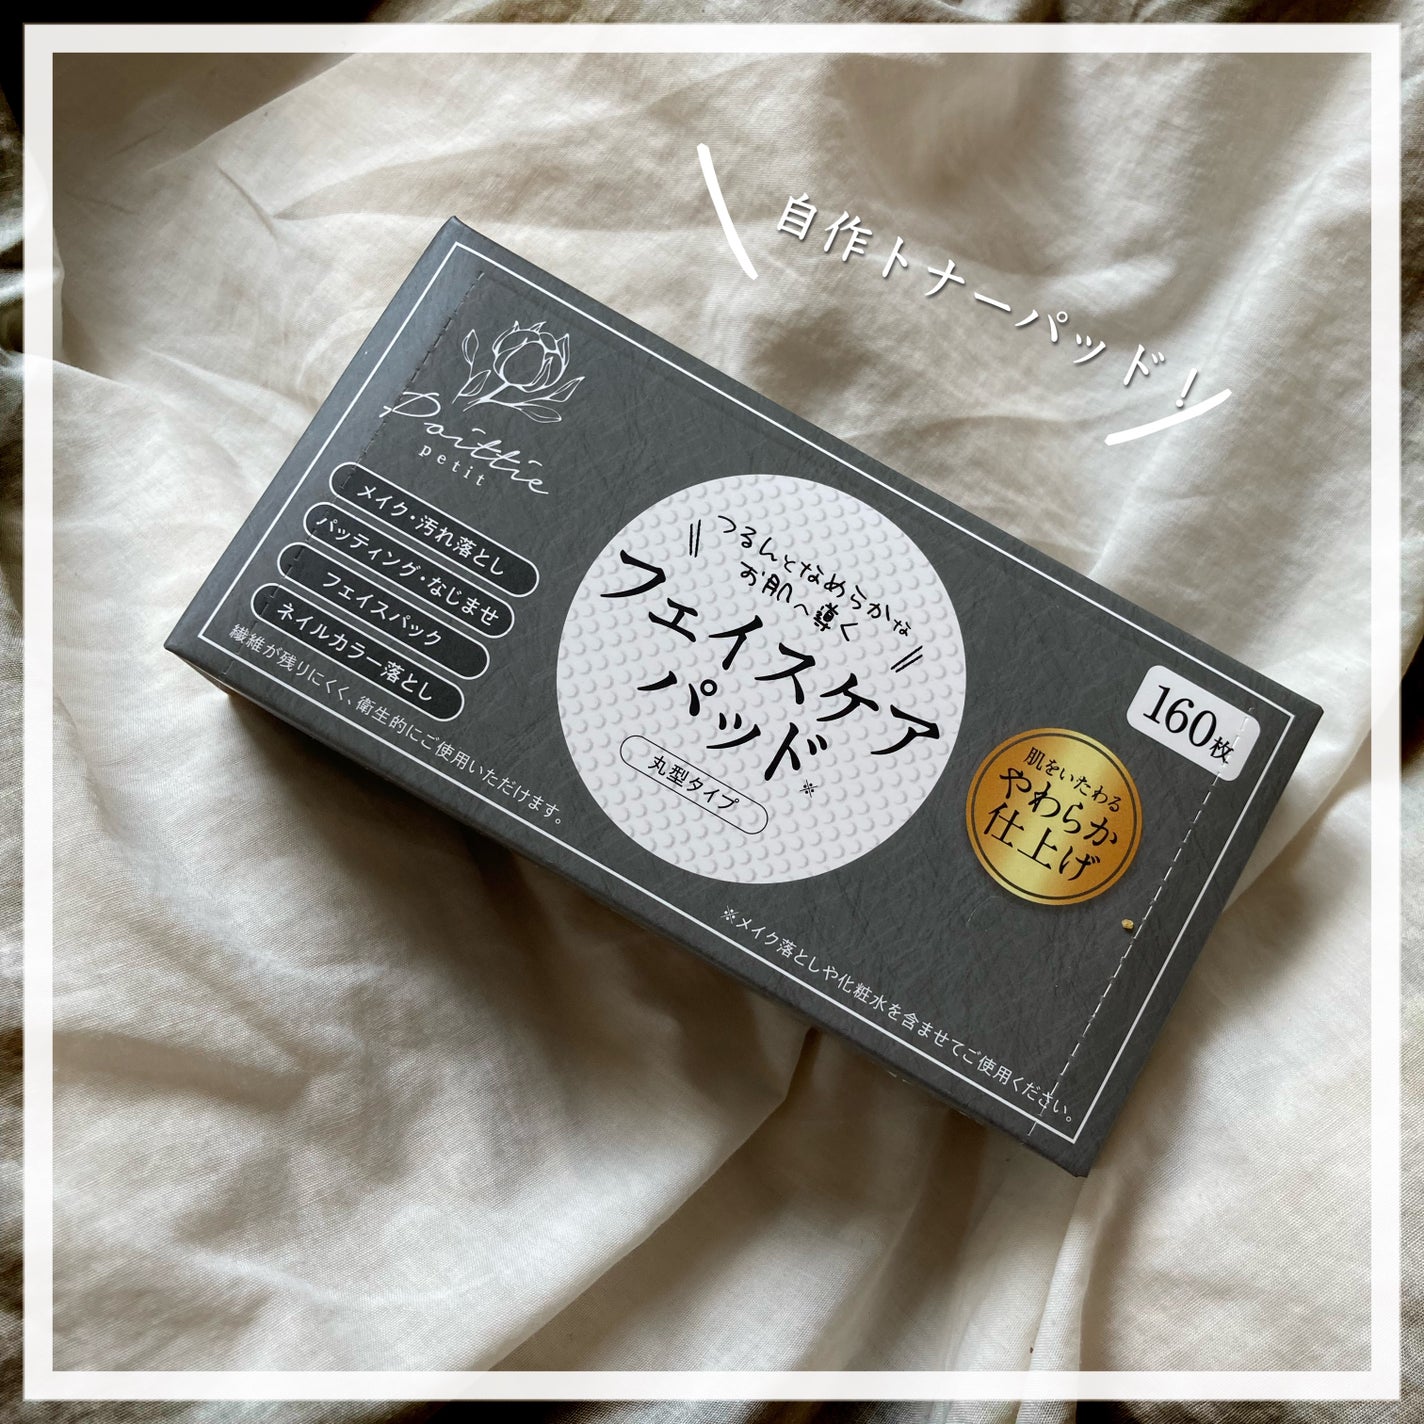 自作トナーパッド!
Poittie
petit
メイク・汚れ落とし
パッティング・なじませ
フェイスパック
ネイルカラー落とし
繊維が残りにくく、衛生的にご使用いただけます。
つるんとなめらかな
お肌へ導く
フェイスケア
パッド※
丸型タイプ
160枚
肌をいたわる
やわらか
仕上げ
※メイク落としや化粧水を含ませてご使用ください。